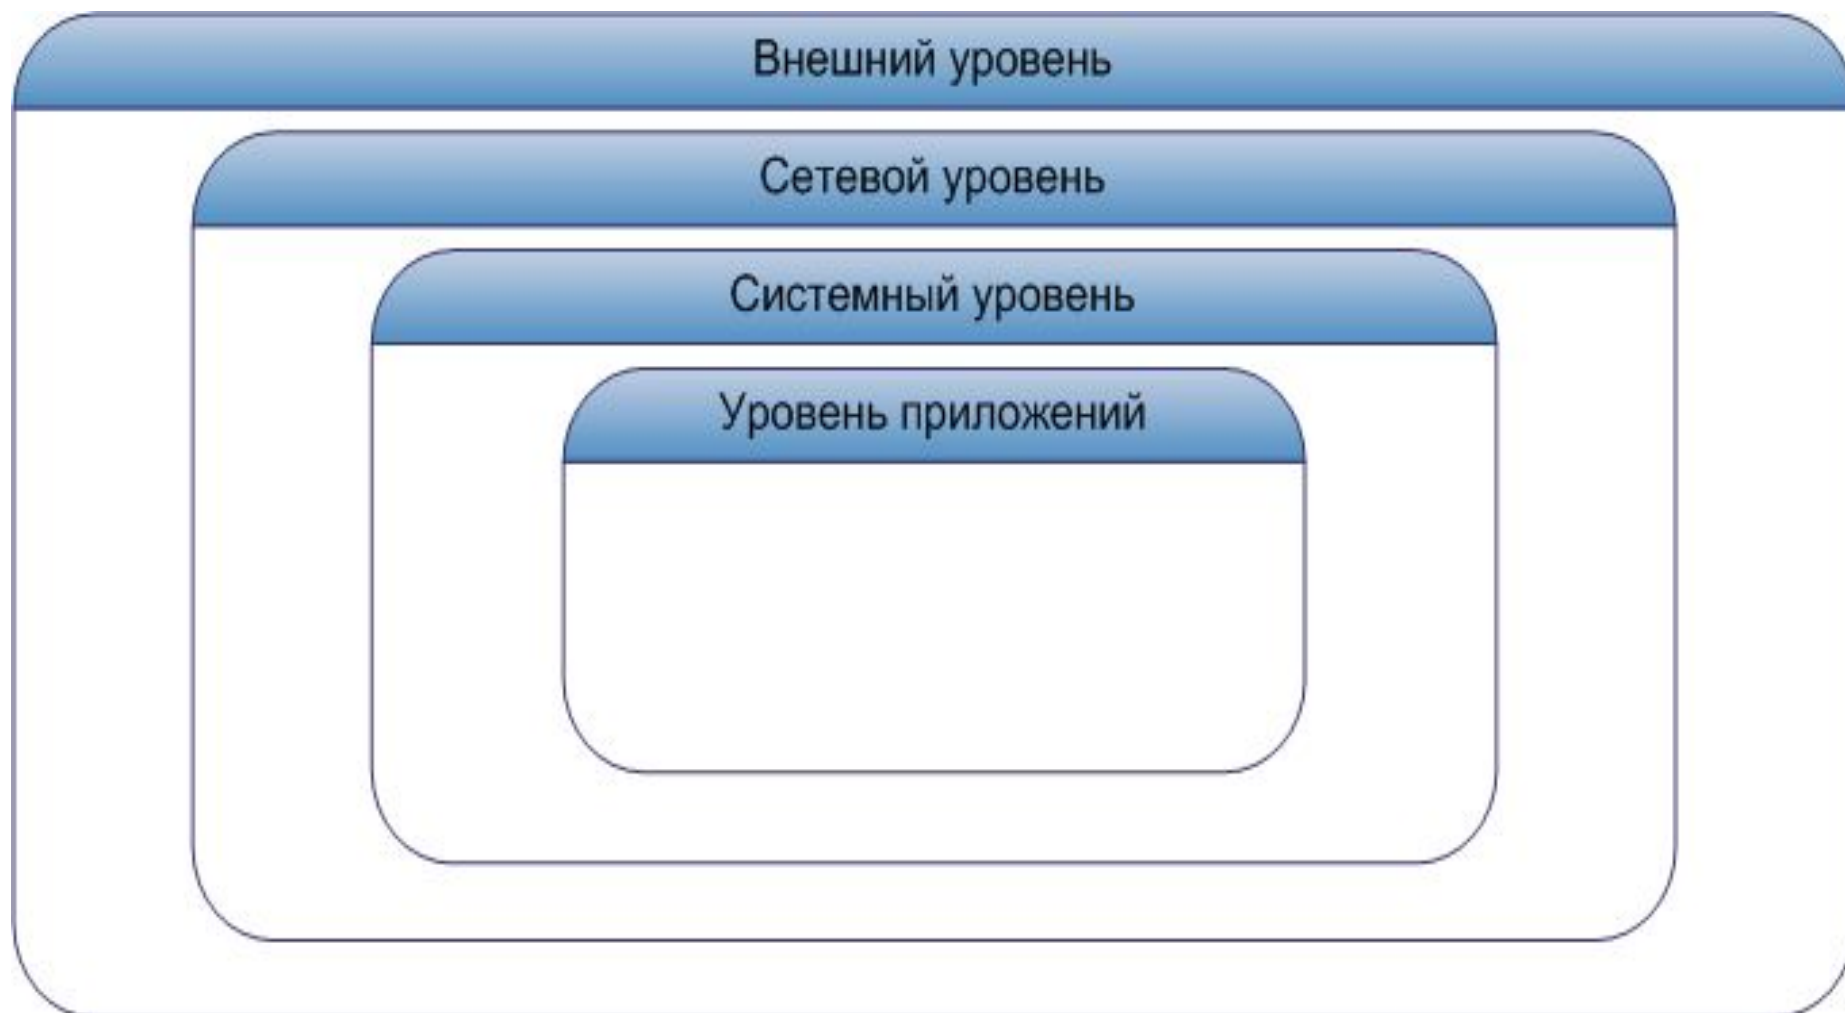 Внешний уровень
Сетевой уровень
Системный уровень
Уровень приложений